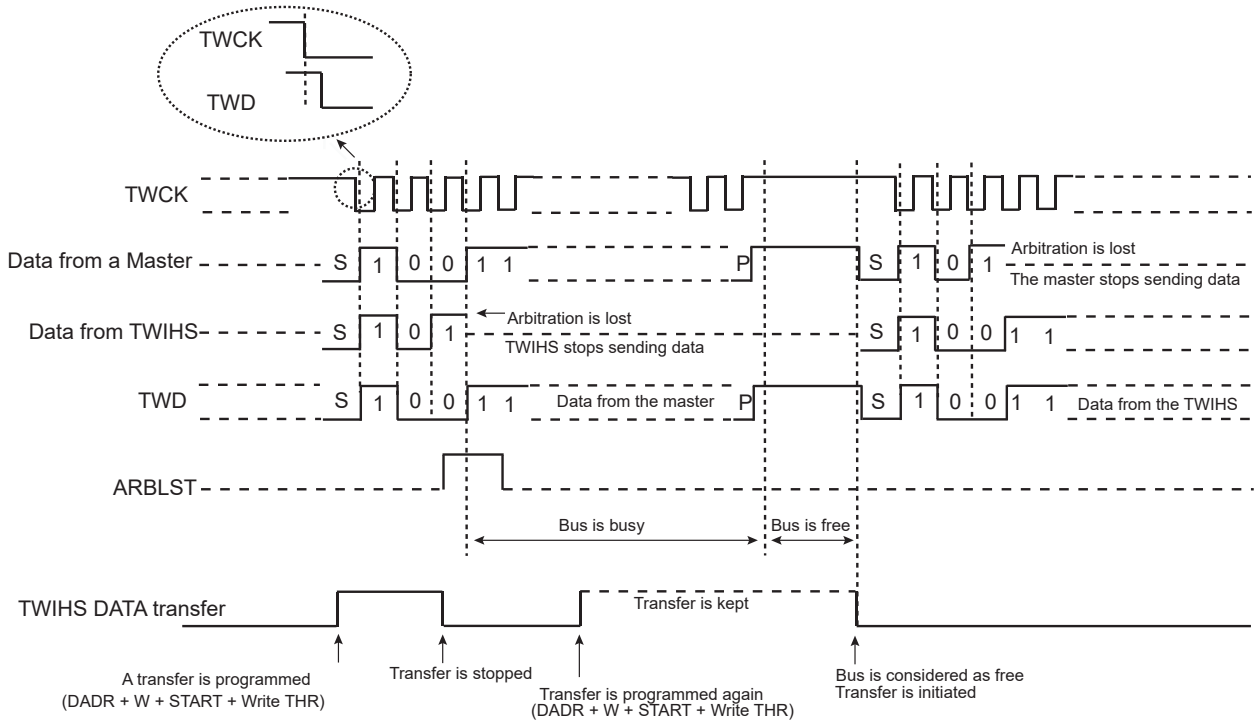 TWCK
TWD
TWCK
Data from a Master S 1 0 0 1 1 P S 1 0 1 Arbitration is lost
The master stops sending data
Data from TWIHS S 1 0 1 Arbitration is lost S 1 0 0 1 1
TWIHS stops sending data
TWD S 1 0 0 1 1 Data from the master P S 1 0 0 1 1 Data from the TWIHS
ARBLST
Bus is busy Bus is free
TWIHS DATA transfer Transfer is kept
A transfer is programmed
(DADR + W + START + Write THR)
Transfer is stopped
Transfer is programmed again
(DADR + W + START + Write THR)
Bus is considered as free
Transfer is initiated